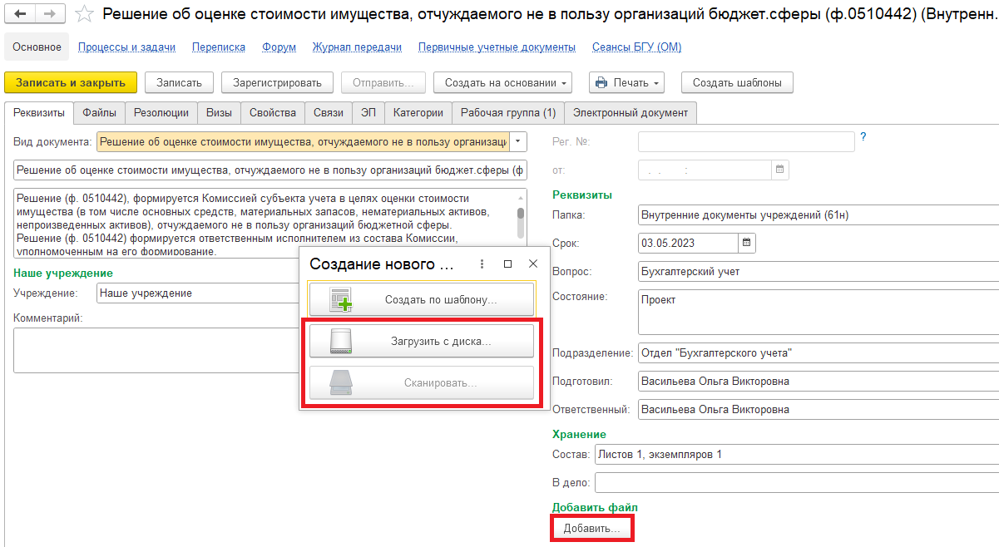 Решение об оценке стоимости имущества, отчуждаемого не в пользу организаций бюджет.сферы (ф.0510442) (Внутренн.
Основное Процессы и задачи Переписка Форум Журнал передачи Первичные учетные документы Сеансы БГУ (ОМ)
Записать и закрыть Записать Зарегистрировать Отправить... Создать на основании Печать Создать шаблоны
Реквизиты Файлы Резолюции Визы Свойства Связи ЭП Категории Рабочая группа (1) Электронный документ
Вид документа: Решение об оценке стоимости имущества, отчуждаемого не в пользу организаци
Решение об оценке стоимости имущества, отчуждаемого не в пользу организаций бюджет.сферы (ф
Решение (ф. 0510442), формируется Комиссией субъекта учета в целях оценки стоимости
имущества (в том числе основных средств, материальных запасов, нематериальных активов,
непроизведенных активов), отчуждаемого не в пользу организаций бюджетной сферы.
Решение (ф. 0510442) формируется ответственным исполнителем из состава Комиссии,
уполномоченным на его формирование.
Наше учреждение
Учреждение: Наше учреждение
Комментарий:
Создание нового ...
Создать по шаблону...
Загрузить с диска...
Сканировать...
Рег. №: ?
от: . . :
Реквизиты
Папка: Внутренние документы учреждений (61н)
Срок: 03.05.2023
Вопрос: Бухгалтерский учет
Состояние: Проект
Подразделение: Отдел "Бухгалтерского учета"
Подготовил: Васильева Ольга Викторовна
Ответственный: Васильева Ольга Викторовна
Хранение
Состав: Листов 1, экземпляров 1
В дело:
Добавить файл
Добавить...